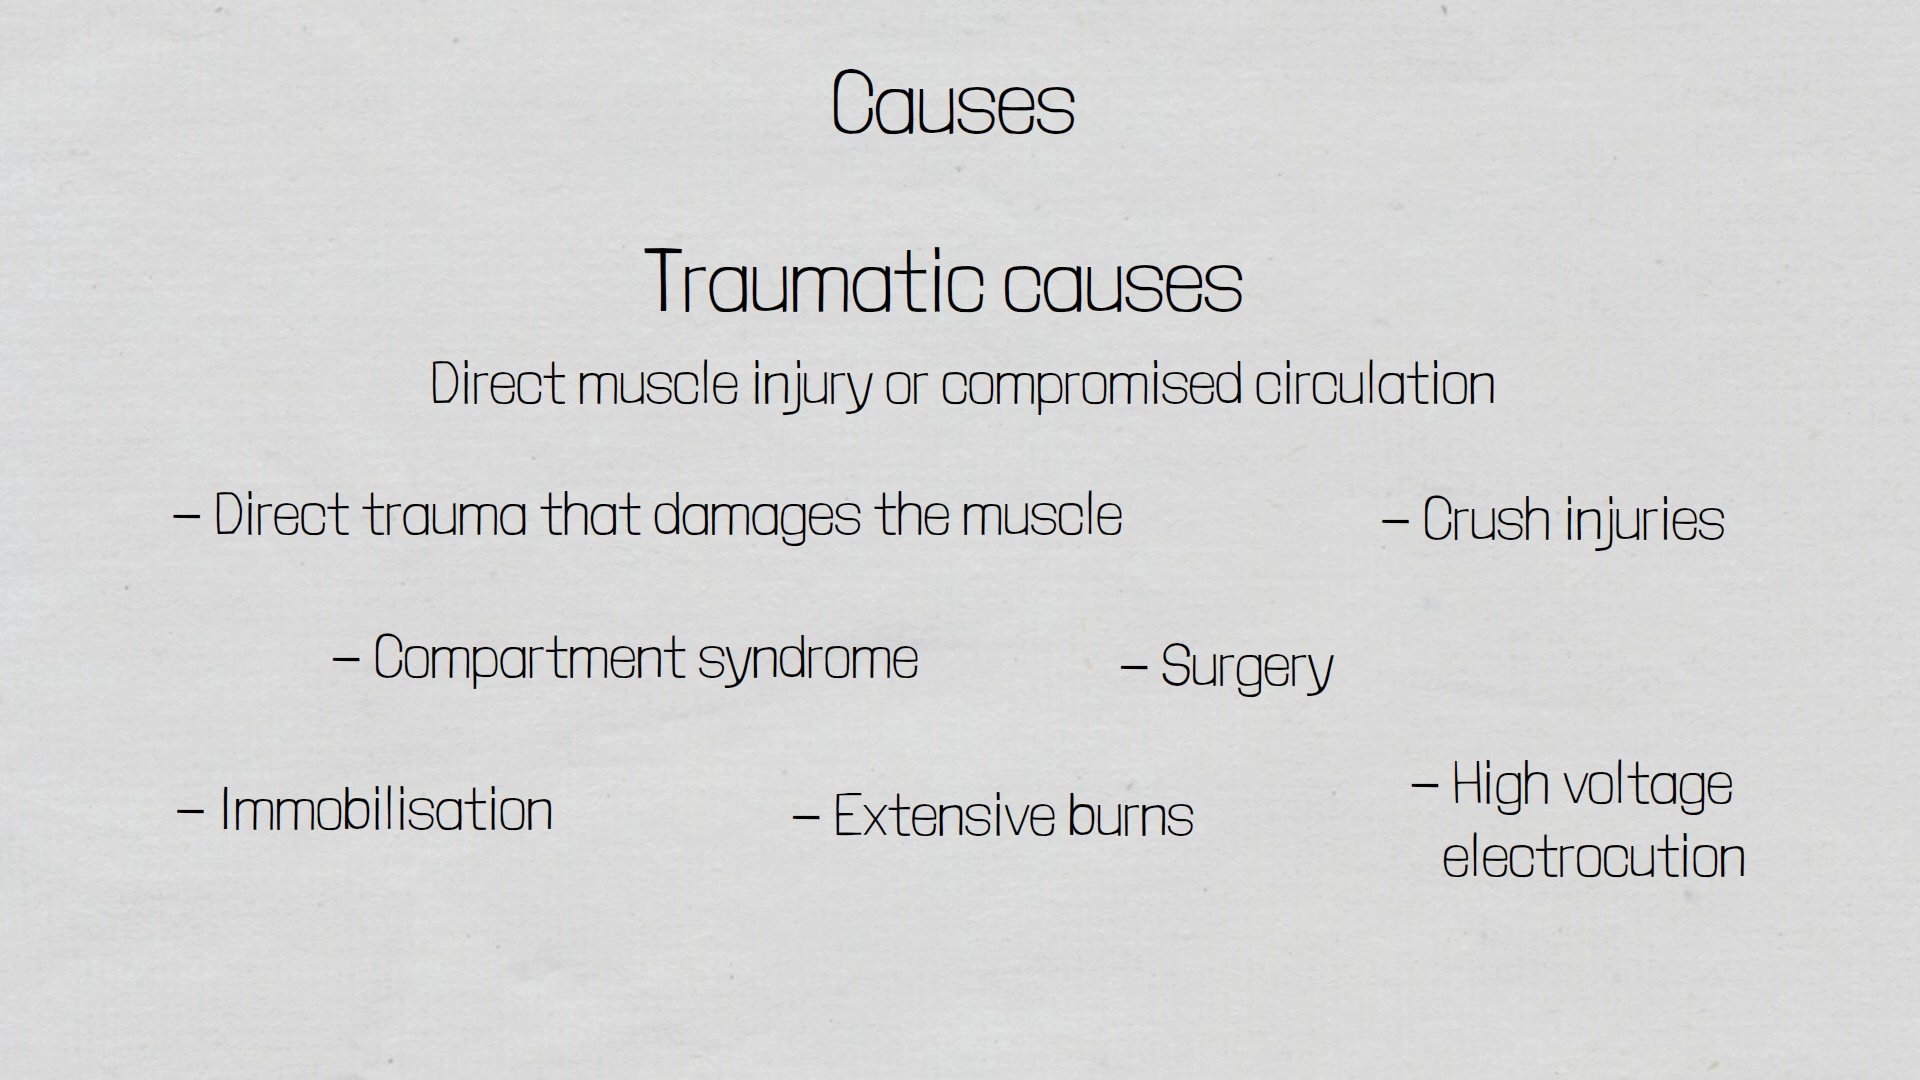 Causes
Traumatic causes
Direct muscle injury or compromised circulation
– Direct trauma that damages the muscle
– Crush injuries
– Compartment syndrome
– Surgery
– Immobilisation
– Extensive burns
– High voltage
electrocution